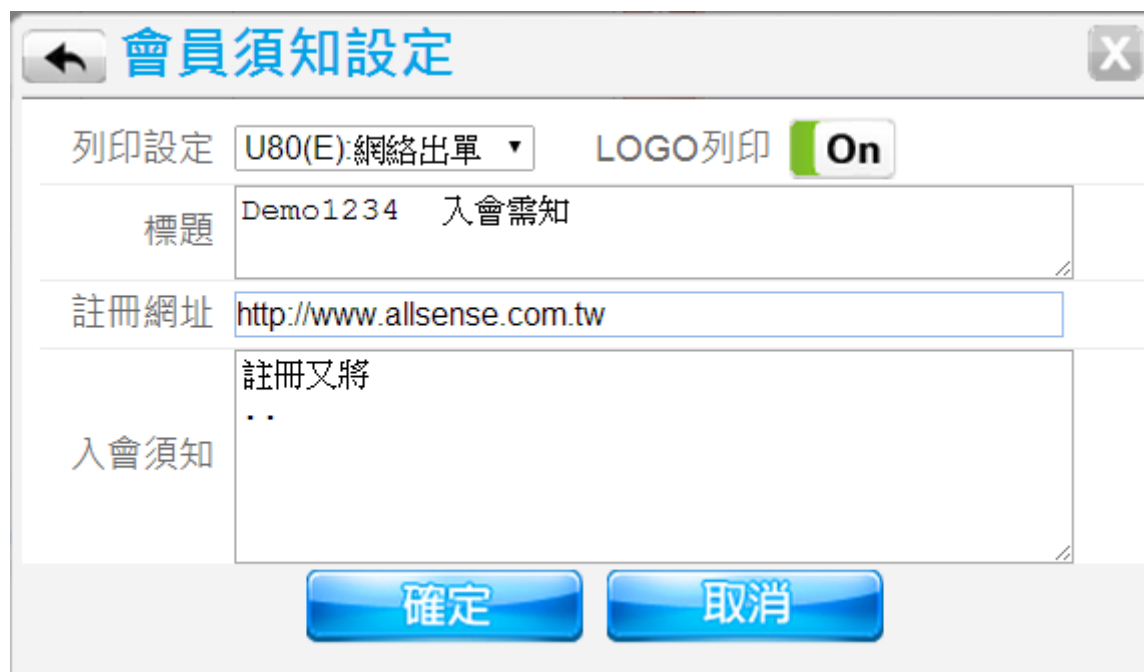 會員須知設定 X
列印設定 U80(E):網絡出單 LOGO列印 On
標題 Demo1234 入會需知
註冊網址 http://www.allsense.com.tw
註冊又將
..
入會須知
確定 取消